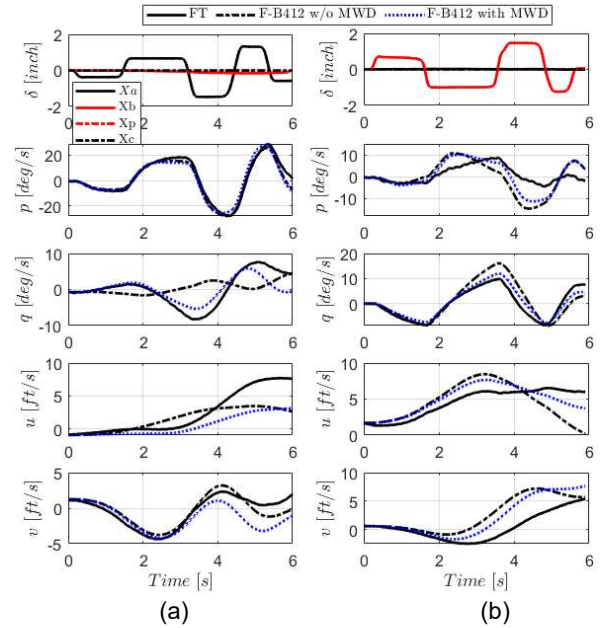 FT F-B412 w/o MWD F-B412 with MWD
δ [inch]
2
0
-2
Xa
Xb
Xp
Xc
0 2 4 6
δ [inch]
2
0
-2
0 2 4 6
p [deg/s]
20
0
-20
0 2 4 6
p [deg/s]
10
0
-10
0 2 4 6
q [deg/s]
10
0
-10
0 2 4 6
q [deg/s]
20
10
0
0 2 4 6
u [ft/s]
10
5
0
0 2 4 6
u [ft/s]
10
5
0
0 2 4 6
v [ft/s]
5
0
-5
0 2 4 6
Time [s]
v [ft/s]
10
5
0
0 2 4 6
Time [s]
(a) (b)